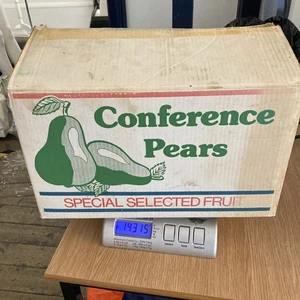 Conference
Pears
SPECIAL SELECTED FRUIT
14315